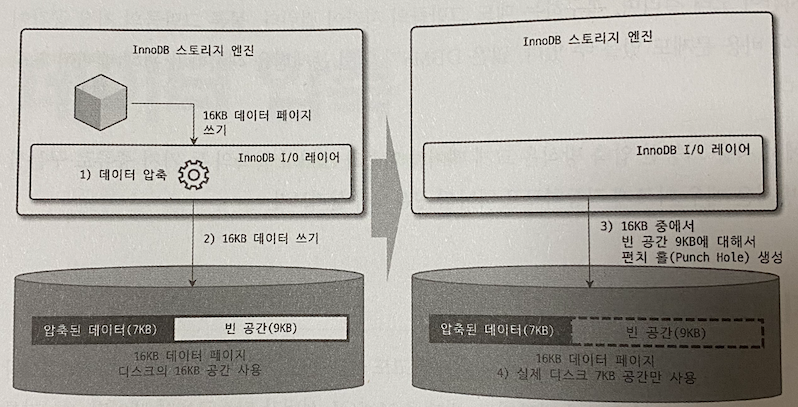 InnoDB 스토리지 엔진
16KB 데이터 페이지
쓰기
InnoDB I/O 레이어
1) 데이터 압축
2) 16KB 데이터 쓰기
압축된 데이터(7KB)
빈 공간(9KB)
16KB 데이터 페이지
디스크의 16KB 공간 사용
InnoDB 스토리지 엔진
InnoDB I/O 레이어
3) 16KB 중에서
빈 공간 9KB에 대해서
펀치 홀(Punch Hole) 생성
압축된 데이터(7KB)
빈 공간(9KB)
16KB 데이터 페이지
4) 실제 디스크 7KB 공간만 사용